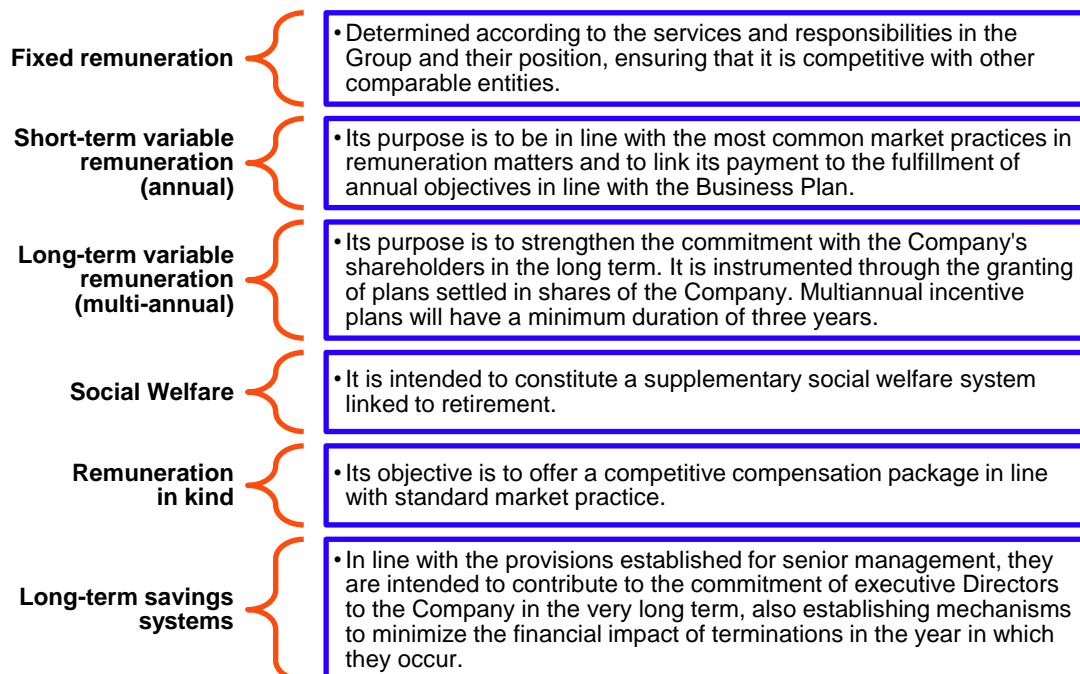 Fixed remuneration
• Determined according to the services and responsibilities in the
Group and their position, ensuring that it is competitive with other
comparable entities.
Short-term variable
remuneration
(annual)
• Its purpose is to be in line with the most common market practices in
remuneration matters and to link its payment to the fulfillment of
annual objectives in line with the Business Plan.
Long-term variable
remuneration
(multi-annual)
• Its purpose is to strengthen the commitment with the Company's
shareholders in the long term. It is instrumented through the granting
of plans settled in shares of the Company. Multiannual incentive
plans will have a minimum duration of three years.
Social Welfare
• It is intended to constitute a supplementary social welfare system
linked to retirement.
Remuneration
in kind
• Its objective is to offer a competitive compensation package in line
with standard market practice.
Long-term savings
systems
• In line with the provisions established for senior management, they
are intended to contribute to the commitment of executive Directors
to the Company in the very long term, also establishing mechanisms
to minimize the financial impact of terminations in the year in which
they occur.